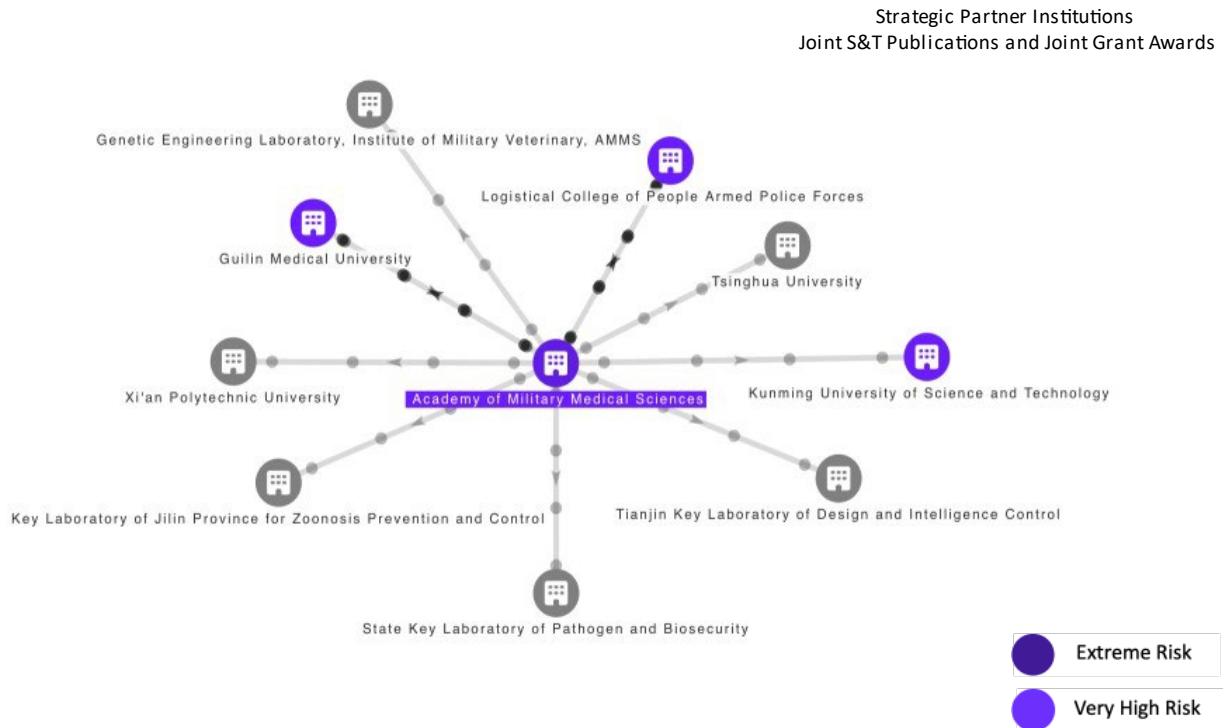 Strategic Partner Institutions
Joint S&T Publications and Joint Grant Awards
Genetic Engineering Laboratory, Institute of Military Veterinary, AMMS
Logistical College of People Armed Police Forces
Guilin Medical University
Tsinghua University
Xi'an Polytechnic University
Academy of Military Medical Sciences
Kunming University of Science and Technology
Key Laboratory of Jilin Province for Zoonosis Prevention and Control
Tianjin Key Laboratory of Design and Intelligence Control
State Key Laboratory of Pathogen and Biosecurity
Extreme Risk
Very High Risk